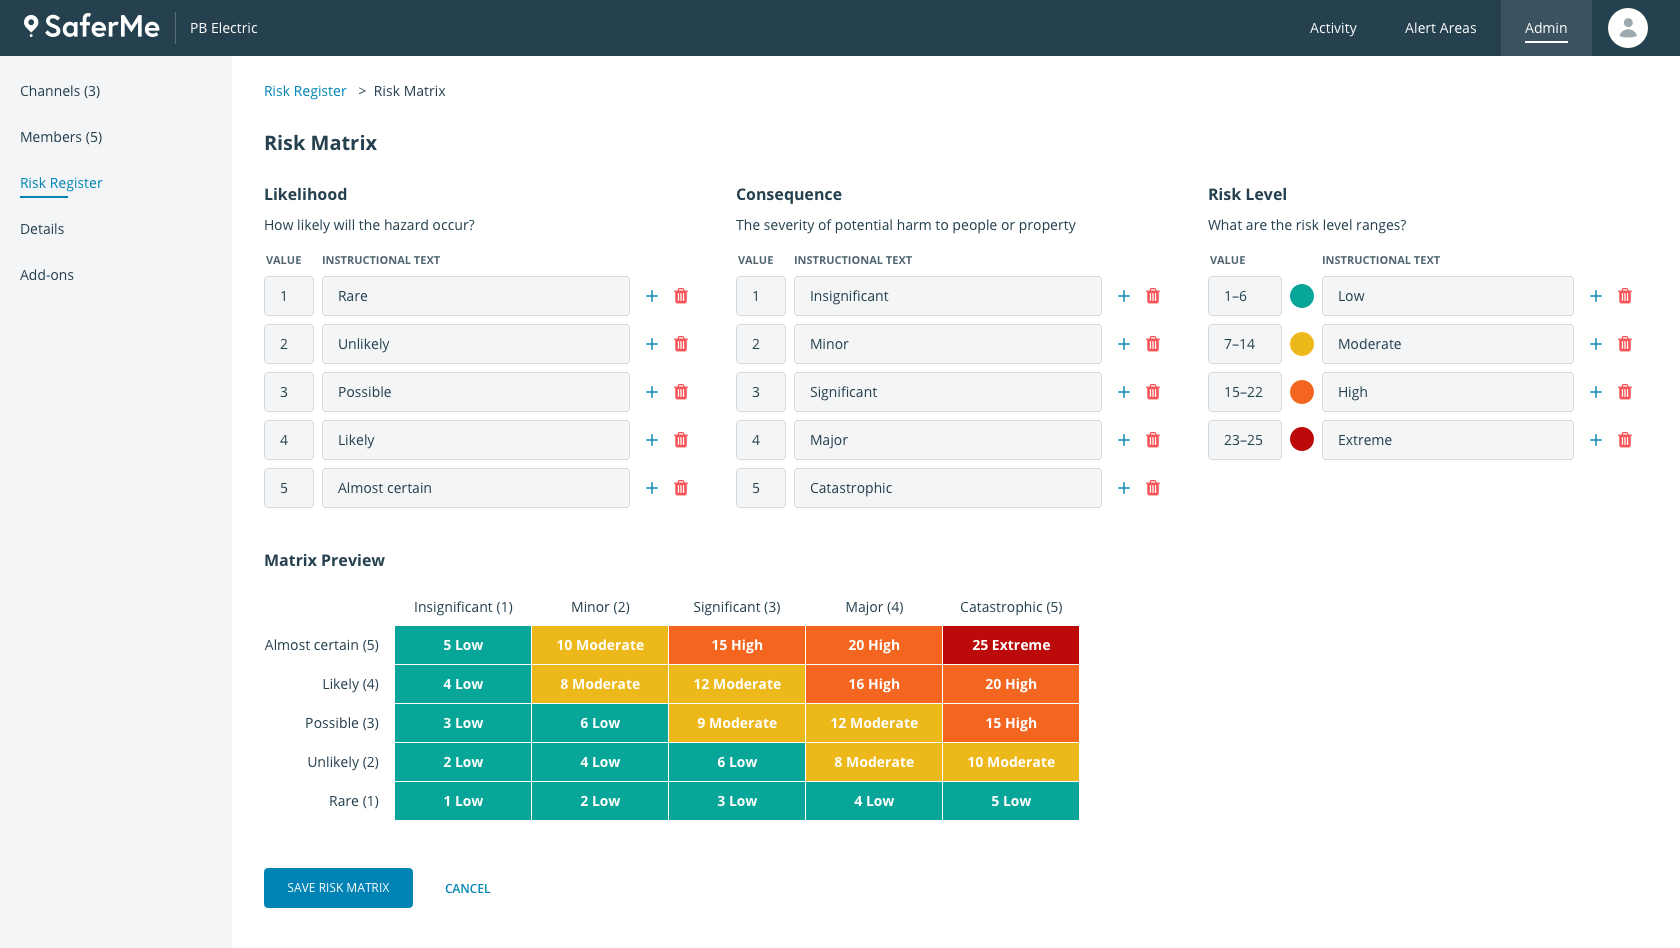 SaferMe PB Electric Activity Alert Areas Admin
Channels (3)
Members (5)
Risk Register
Details
Add-ons
Risk Register > Risk Matrix
Risk Matrix
Likelihood
How likely will the hazard occur?
VALUE INSTRUCTIONAL TEXT
1 Rare
2 Unlikely
3 Possible
4 Likely
5 Almost certain
Consequence
The severity of potential harm to people or property
VALUE INSTRUCTIONAL TEXT
1 Insignificant
2 Minor
3 Significant
4 Major
5 Catastrophic
Risk Level
What are the risk level ranges?
VALUE INSTRUCTIONAL TEXT
1–6 Low
7–14 Moderate
15–22 High
23–25 Extreme
Matrix Preview
Insignificant (1) Minor (2) Significant (3) Major (4) Catastrophic (5)
Almost certain (5) 5 Low 10 Moderate 15 High 20 High 25 Extreme
Likely (4) 4 Low 8 Moderate 12 Moderate 16 High 20 High
Possible (3) 3 Low 6 Low 9 Moderate 12 Moderate 15 High
Unlikely (2) 2 Low 4 Low 6 Low 8 Moderate 10 Moderate
Rare (1) 1 Low 2 Low 3 Low 4 Low 5 Low
SAVE RISK MATRIX CANCEL